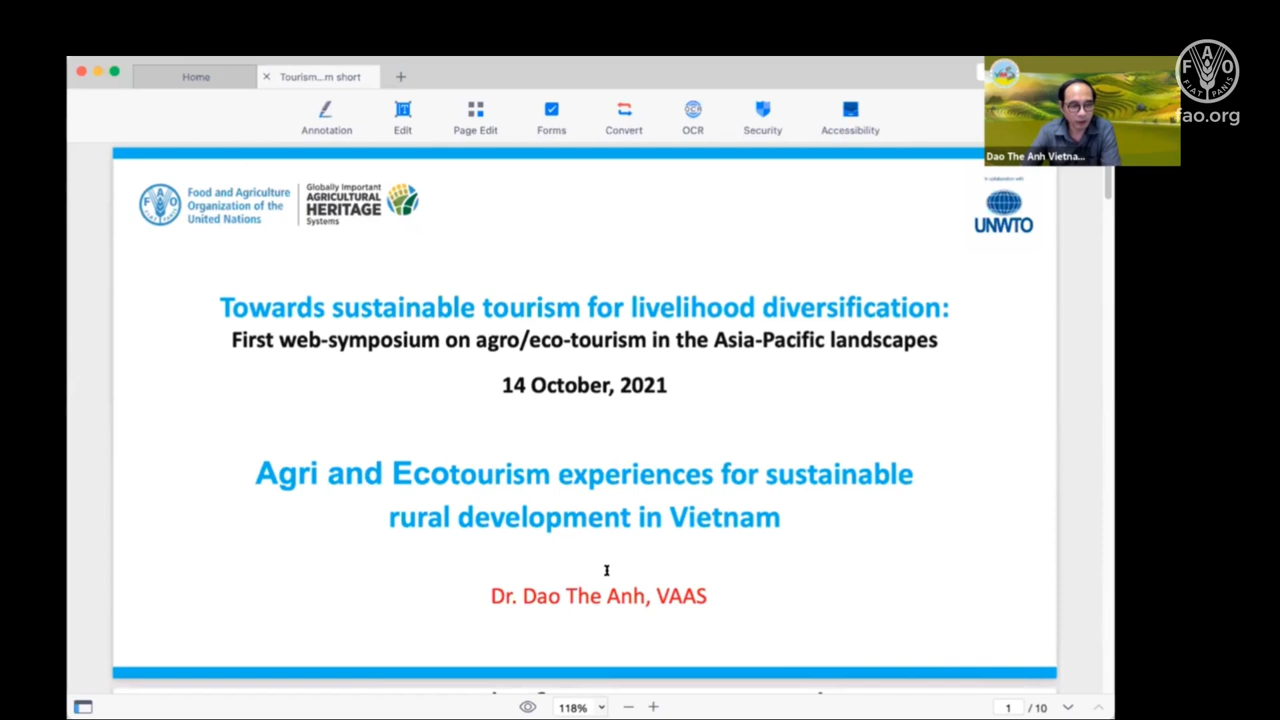 Home
Tourism...m short
Annotation
Edit
Page Edit
Forms
Convert
OCR
OCR
Security
Accessibility
Dao The Anh Vietna...
F A O
FIAT PANIS
fao.org
F A O
Food and Agriculture
Organization of the
United Nations
Globally Important
AGRICULTURAL
HERITAGE
Systems
In collaboration with
UNWTO
Towards sustainable tourism for livelihood diversification:
First web-symposium on agro/eco-tourism in the Asia-Pacific landscapes
14 October, 2021
Agri and Ecotourism experiences for sustainable
rural development in Vietnam
Dr. Dao The Anh, VAAS
118%
1 / 10